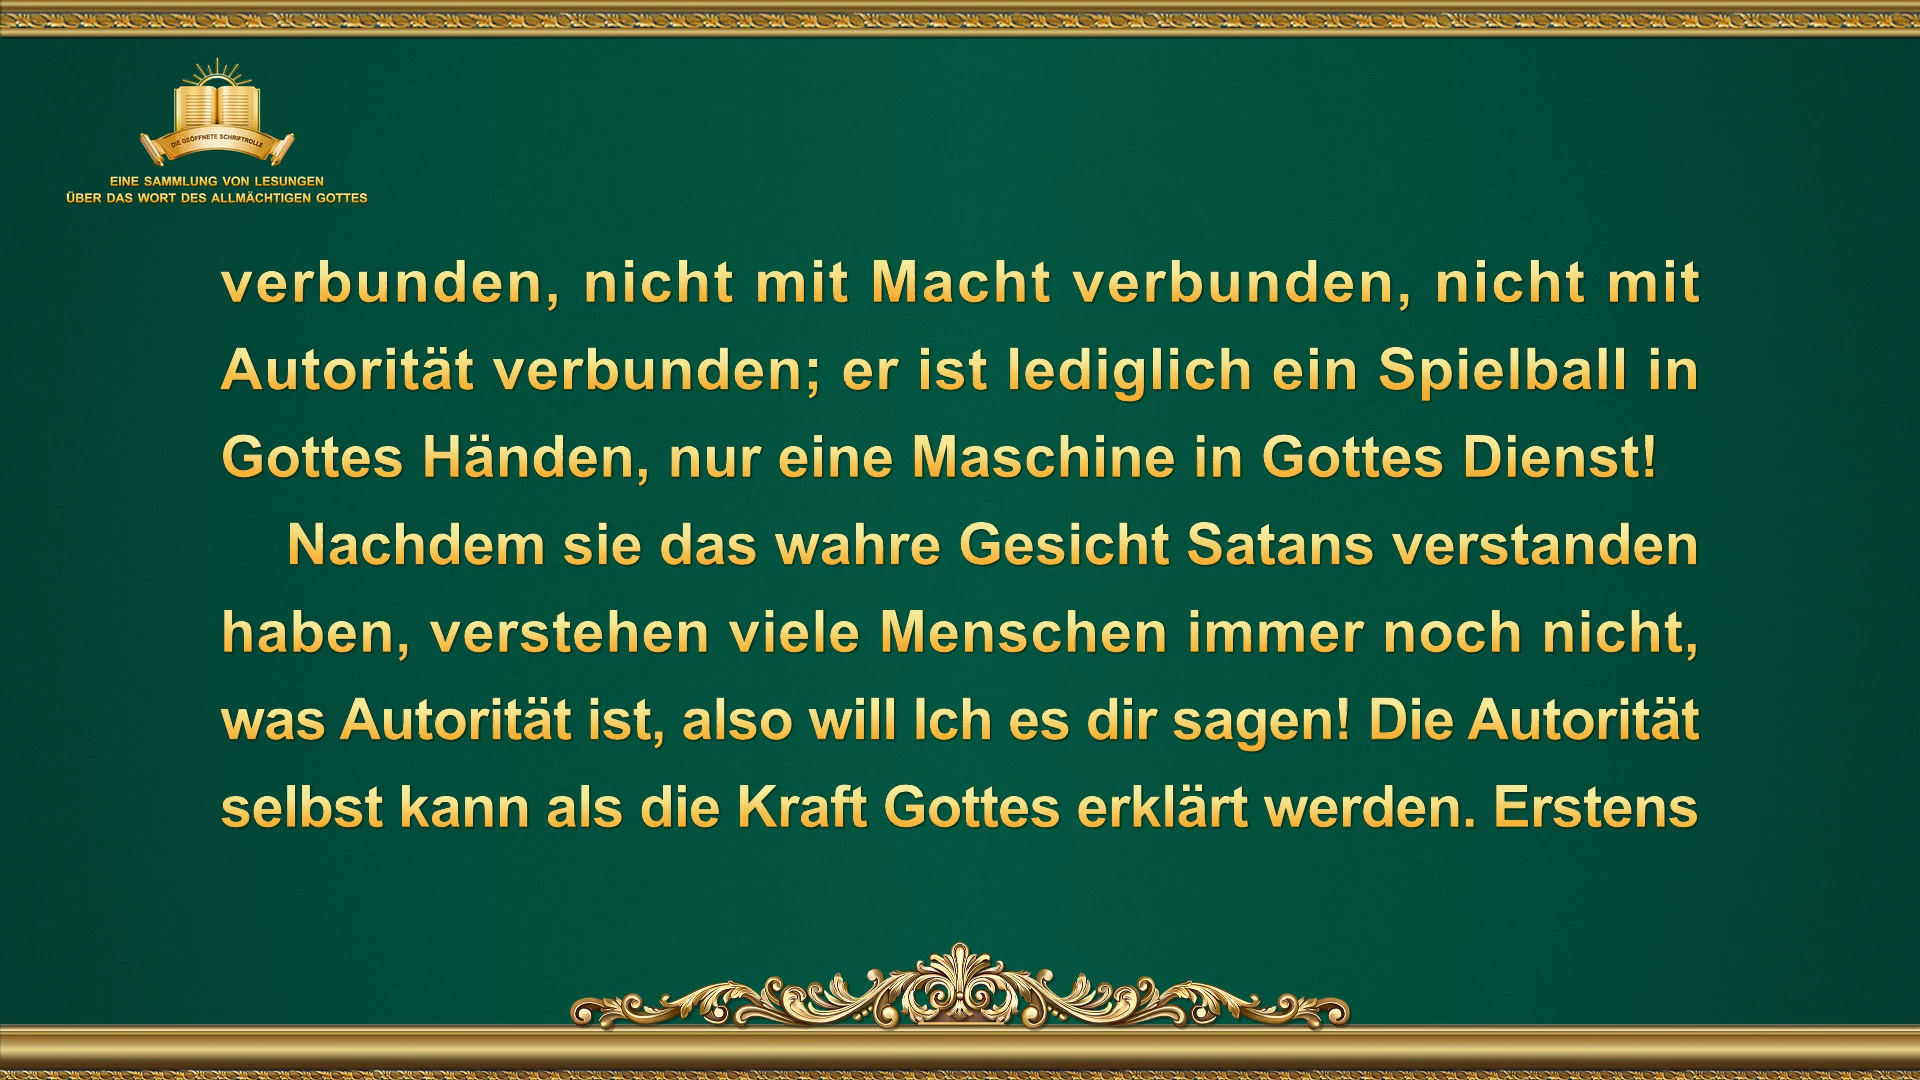 DIE GEÖFFNETE SCHRIFTROLLE
EINE SAMMLUNG VON LESUNGEN
ÜBER DAS WORT DES ALLMÄCHTIGEN GOTTES
verbunden, nicht mit Macht verbunden, nicht mit
Autorität verbunden; er ist lediglich ein Spielball in
Gottes Händen, nur eine Maschine in Gottes Dienst!
Nachdem sie das wahre Gesicht Satans verstanden
haben, verstehen viele Menschen immer noch nicht,
was Autorität ist, also will Ich es dir sagen! Die Autorität
selbst kann als die Kraft Gottes erklärt werden. Erstens